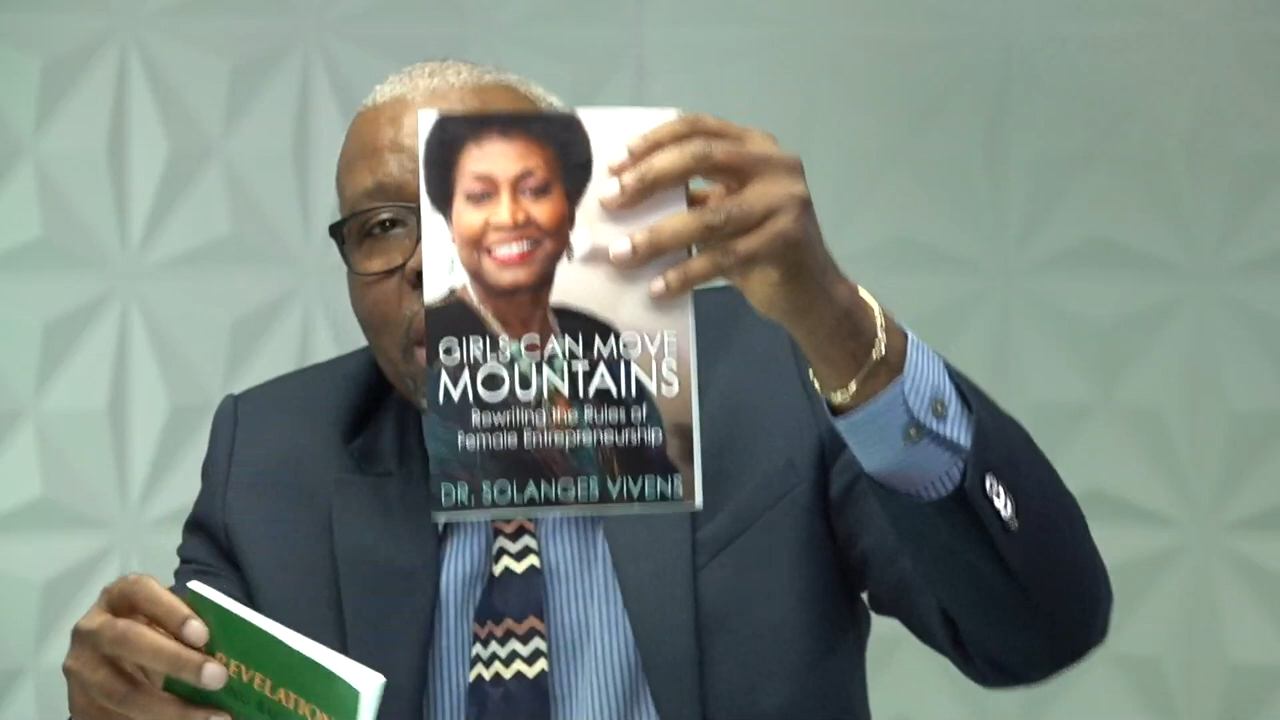 GIRLS CAN MOVE
MOUNTAINS
Rewriting the Rules of
Female Entrepreneurship
DR. SOLANGES VIVENS
REVELATION